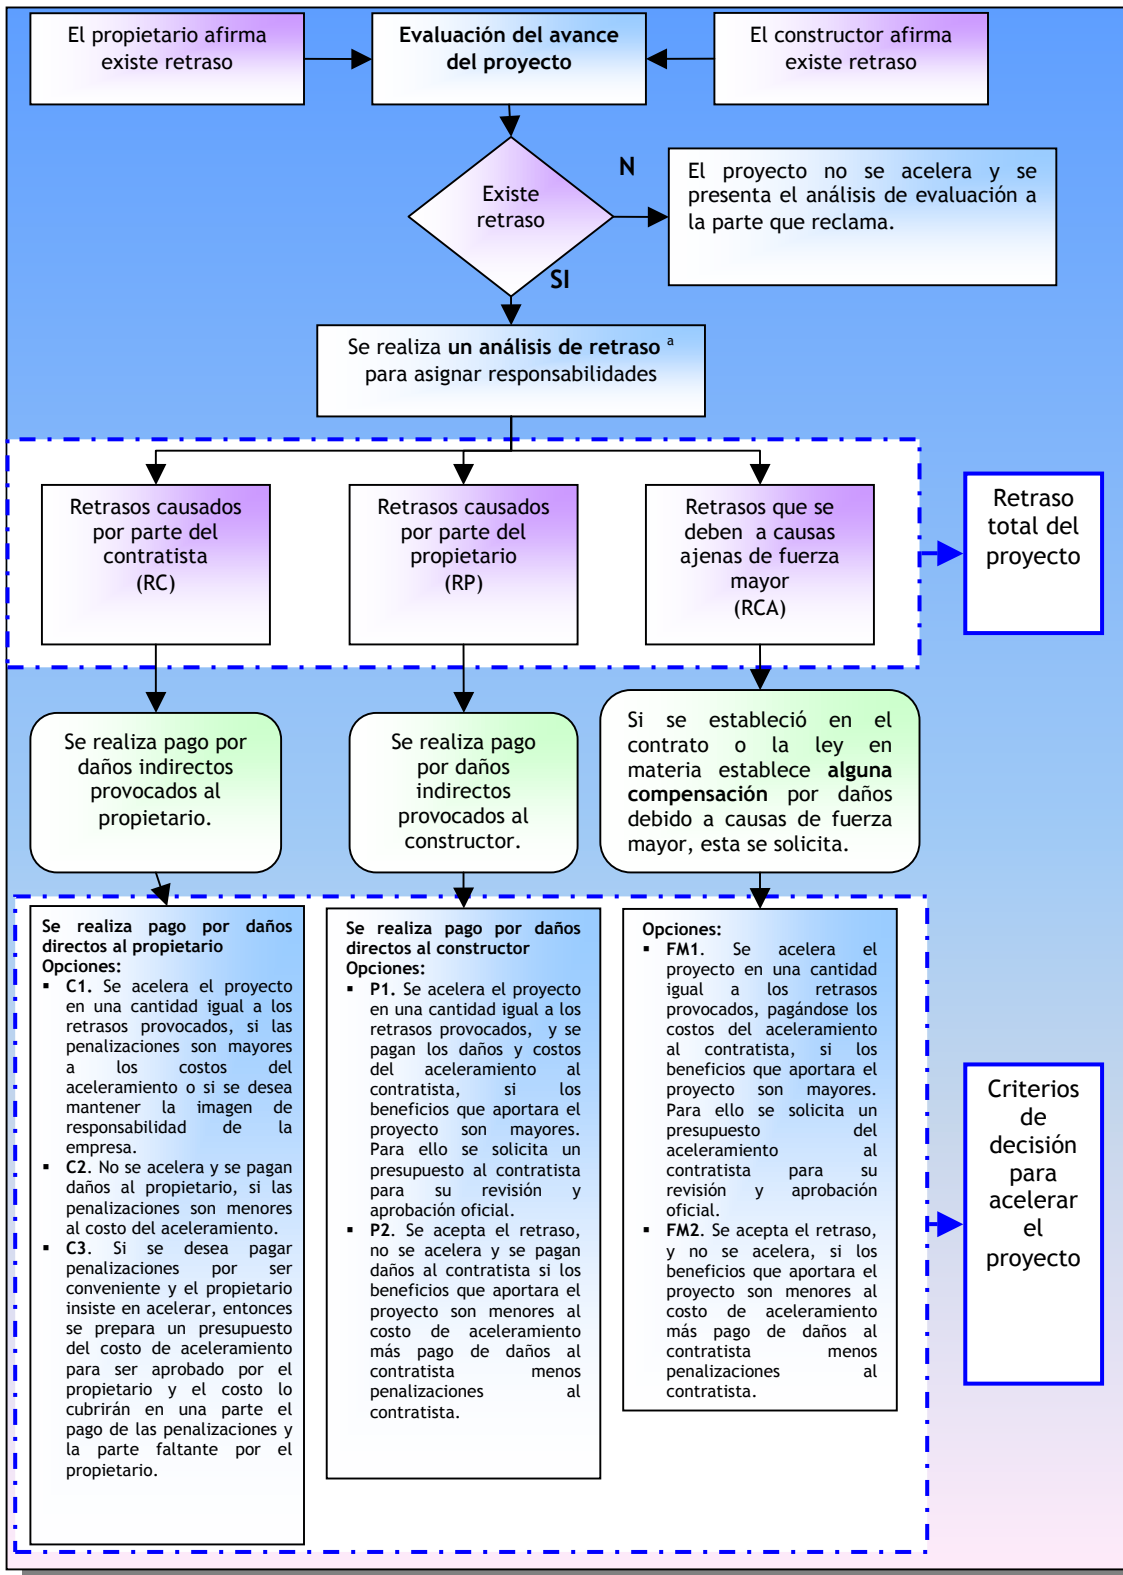 El propietario afirma
existe retraso
Evaluación del avance
del proyecto
El constructor afirma
existe retraso
Existe
retraso
N
El proyecto no se acelera y se
presenta el análisis de evaluación a
la parte que reclama.
SI
Se realiza un análisis de retraso a
para asignar responsabilidades
Retrasos causados
por parte del
contratista
(RC)
Retrasos causados
por parte del
propietario
(RP)
Retrasos que se
deben a causas
ajenas de fuerza
mayor
(RCA)
Retraso
total del
proyecto
Se realiza pago por
daños indirectos
provocados al
propietario.
Se realiza pago
por daños
indirectos
provocados al
constructor.
Si se estableció en el
contrato o la ley en
materia establece alguna
compensación por daños
debido a causas de fuerza
mayor, esta se solicita.
Se realiza pago por daños
directos al propietario
Opciones:
▪ C1. Se acelera el proyecto
en una cantidad igual a los
retrasos provocados, si las
penalizaciones son mayores
a los costos del
aceleramiento o si se desea
mantener la imagen de
responsabilidad de la
empresa.
▪ C2. No se acelera y se pagan
daños al propietario, si las
penalizaciones son menores
al costo del aceleramiento.
▪ C3. Si se desea pagar
penalizaciones por ser
conveniente y el propietario
insiste en acelerar, entonces
se prepara un presupuesto
del costo de aceleramiento
para ser aprobado por el
propietario y el costo lo
cubrirán en una parte el
pago de las penalizaciones y
la parte faltante por el
propietario.
Se realiza pago por daños
directos al constructor
Opciones:
▪ P1. Se acelera el proyecto
en una cantidad igual a los
retrasos provocados, y se
pagan los daños y costos
del aceleramiento al
contratista, si los
beneficios que aportara el
proyecto son mayores.
Para ello se solicita un
presupuesto al contratista
para su revisión y
aprobación oficial.
▪ P2. Se acepta el retraso,
no se acelera y se pagan
daños al contratista si los
beneficios que aportara el
proyecto son menores al
costo de aceleramiento
más pago de daños al
contratista menos
penalizaciones al
contratista.
Opciones:
▪ FM1. Se acelera el
proyecto en una cantidad
igual a los retrasos
provocados, pagándose los
costos del aceleramiento
al contratista, si los
beneficios que aportara el
proyecto son mayores.
Para ello se solicita un
presupuesto del
aceleramiento al
contratista para su
revisión y aprobación
oficial.
▪ FM2. Se acepta el retraso,
y no se acelera, si los
beneficios que aportara el
proyecto son menores al
costo de aceleramiento
más pago de daños al
contratista menos
penalizaciones al
contratista.
Criterios
de
decisión
para
acelerar
el
proyecto